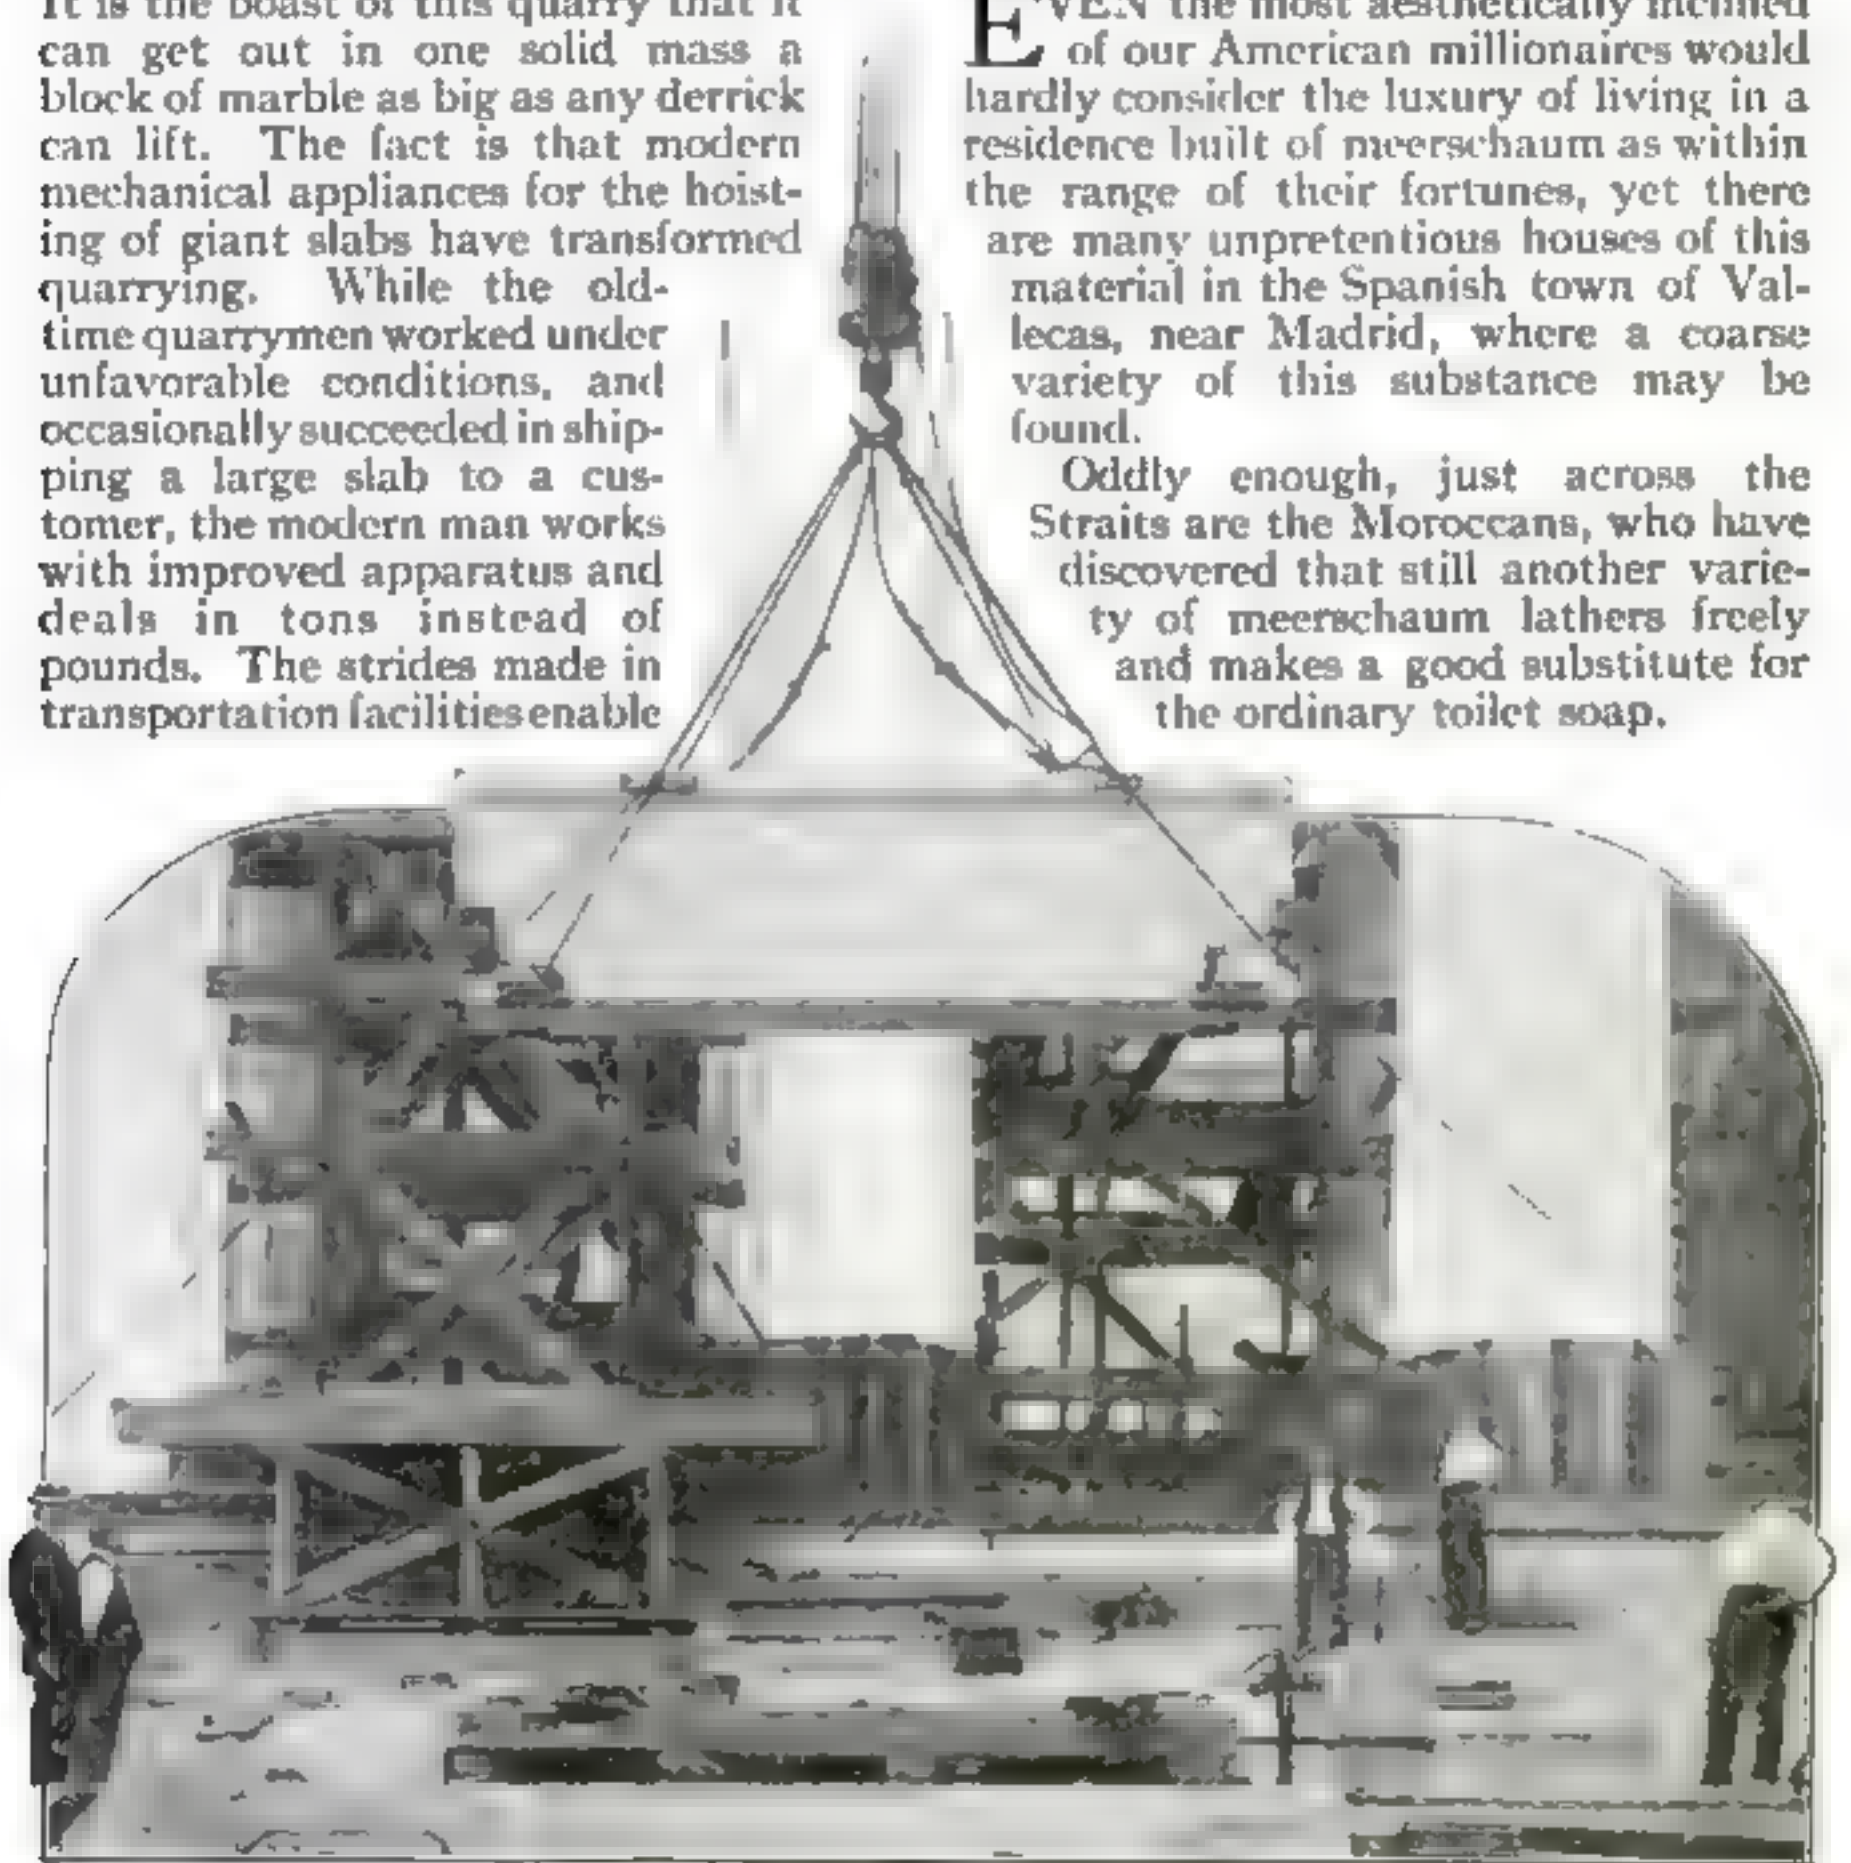 It is the boast of this quarry that it
can get out in one solid mass a
block of marble as big as any derrick
can lift. The fact is that modern
mechanical appliances for the hoist-
ing of giant slabs have transformed
quarrying. While the old-
time quarrymen worked under
unfavorable conditions, and
occasionally succeeded in ship-
ping a large slab to a cus-
tomer, the modern man works
with improved apparatus and
deals in tons instead of
pounds. The strides made in
transportation facilities enable
EVEN the most aesthetically inclined
of our American millionaires would
hardly consider the luxury of living in a
residence built of meerschaum as within
the range of their fortunes, yet there
are many unpretentious houses of this
material in the Spanish town of Val-
lecas, near Madrid, where a coarse
variety of this substance may be
found.
Oddly enough, just across the
Straits are the Moroccans, who have
discovered that still another varie-
ty of meerschaum lathers freely
and makes a good substitute for
the ordinary toilet soap.